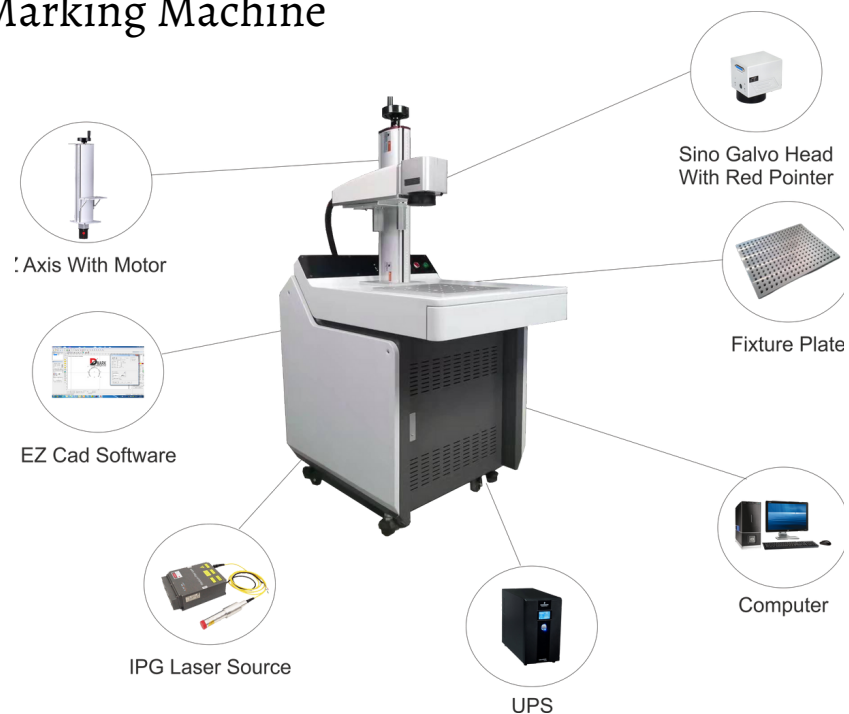 Marking Machine
Sino Galvo Head
With Red Pointer
Axis With Motor
Fixture Plate
EZ Cad Software
Computer
IPG Laser Source
UPS